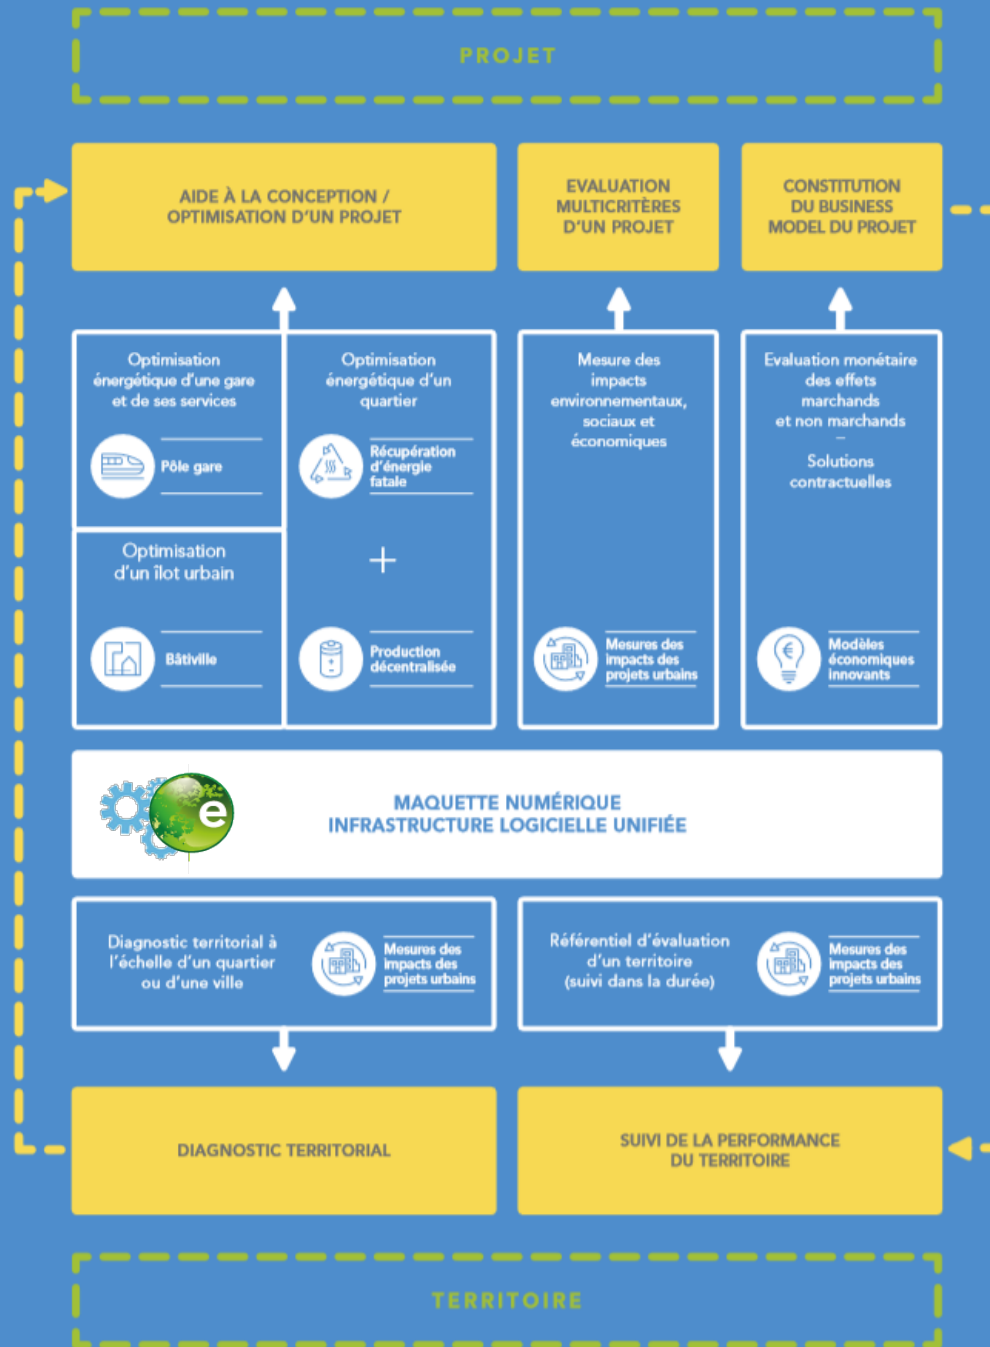 PROJET
AIDE À LA CONCEPTION /
OPTIMISATION D'UN PROJET
EVALUATION
MULTICRITÈRES
D'UN PROJET
CONSTITUTION
DU BUSINESS
MODEL DU PROJET
Optimisation
énergétique d'une gare
et de ses services
Pôle gare
Optimisation
d'un îlot urbain
Bâtiville
Optimisation
énergétique d'un
quartier
Récupération
d'énergie
fatale
+
Production
décentralisée
Mesure des
impacts
environnementaux,
sociaux et
économiques
Mesures des
impacts des
projets urbains
Evaluation monétaire
des effets
marchands
et non marchands
–
Solutions
contractuelles
€
Modèles
économiques
innovants
e
MAQUETTE NUMÉRIQUE
INFRASTRUCTURE LOGICIELLE UNIFIÉE
Diagnostic territorial à
l'échelle d'un quartier
ou d'une ville
Mesures des
impacts des
projets urbains
Référentiel d'évaluation
d'un territoire
(suivi dans la durée)
Mesures des
impacts des
projets urbains
DIAGNOSTIC TERRITORIAL
SUIVI DE LA PERFORMANCE
DU TERRITOIRE
TERRITOIRE